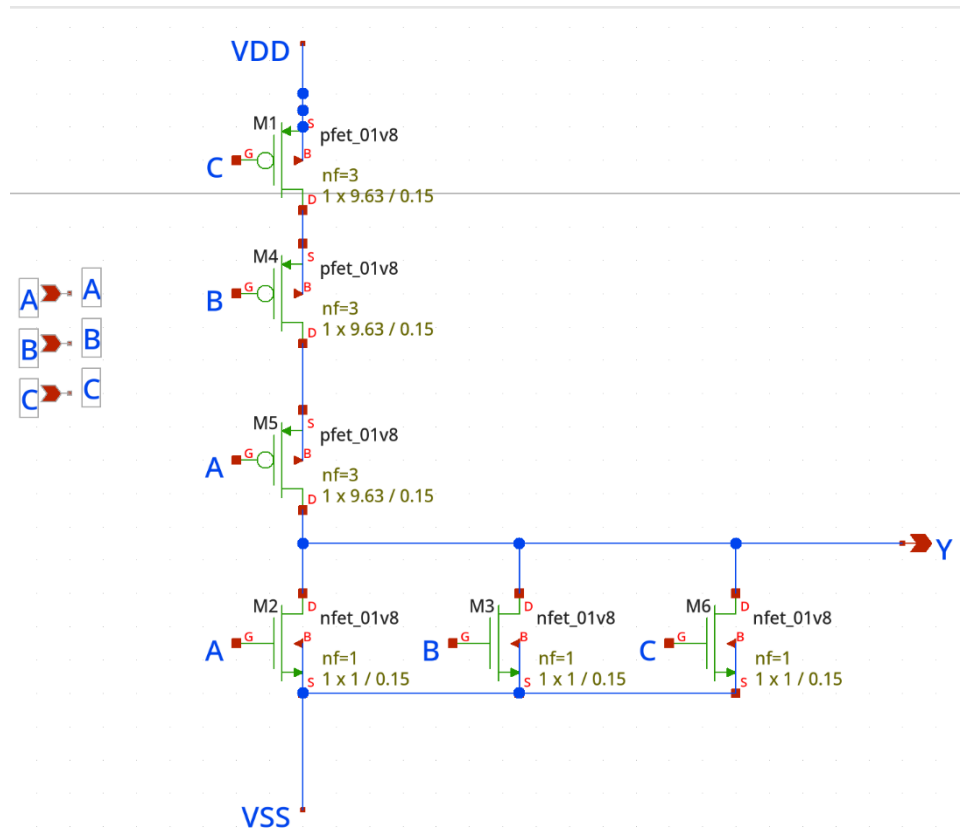 VDD
M1
S
pfet_01v8
C
G
B
nf=3
D
1 x 9.63 / 0.15
M4
S
pfet_01v8
A
A
B
G
B
nf=3
D
1 x 9.63 / 0.15
B
B
C
C
M5
S
pfet_01v8
A
G
B
nf=3
D
1 x 9.63 / 0.15
Y
M2
D
nfet_01v8
A
G
B
nf=1
S
1 x 1 / 0.15
M3
D
nfet_01v8
B
G
B
nf=1
S
1 x 1 / 0.15
M6
D
nfet_01v8
C
G
B
nf=1
S
1 x 1 / 0.15
VSS